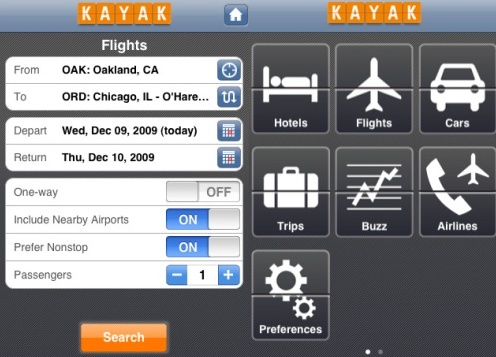 KAYAK
Flights
From OAK: Oakland, CA
To ORD: Chicago, IL - O'Hare...
Depart Wed, Dec 09, 2009 (today)
Return Thu, Dec 10, 2009
One-way OFF
Include Nearby Airports ON
Prefer Nonstop ON
Passengers - 1 +
Search
KAYAK
Hotels Flights Cars
Trips Buzz Airlines
Preferences